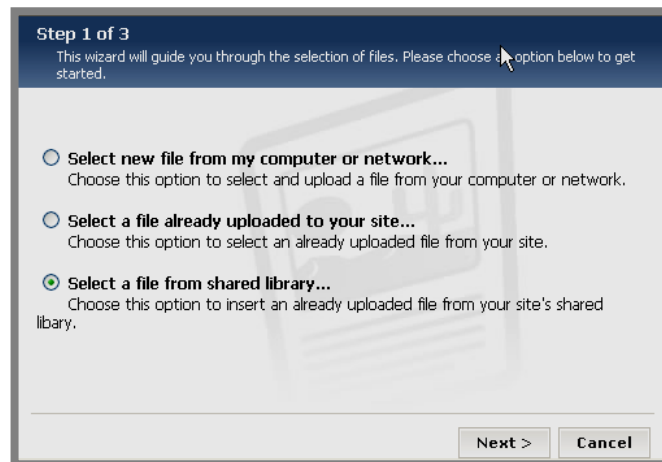 Step 1 of 3
This wizard will guide you through the selection of files. Please choose an option below to get
started.
Select new file from my computer or network...
Choose this option to select and upload a file from your computer or network.
Select a file already uploaded to your site...
Choose this option to select an already uploaded file from your site.
Select a file from shared library...
Choose this option to insert an already uploaded file from your site's shared
libary.
Next >
Cancel